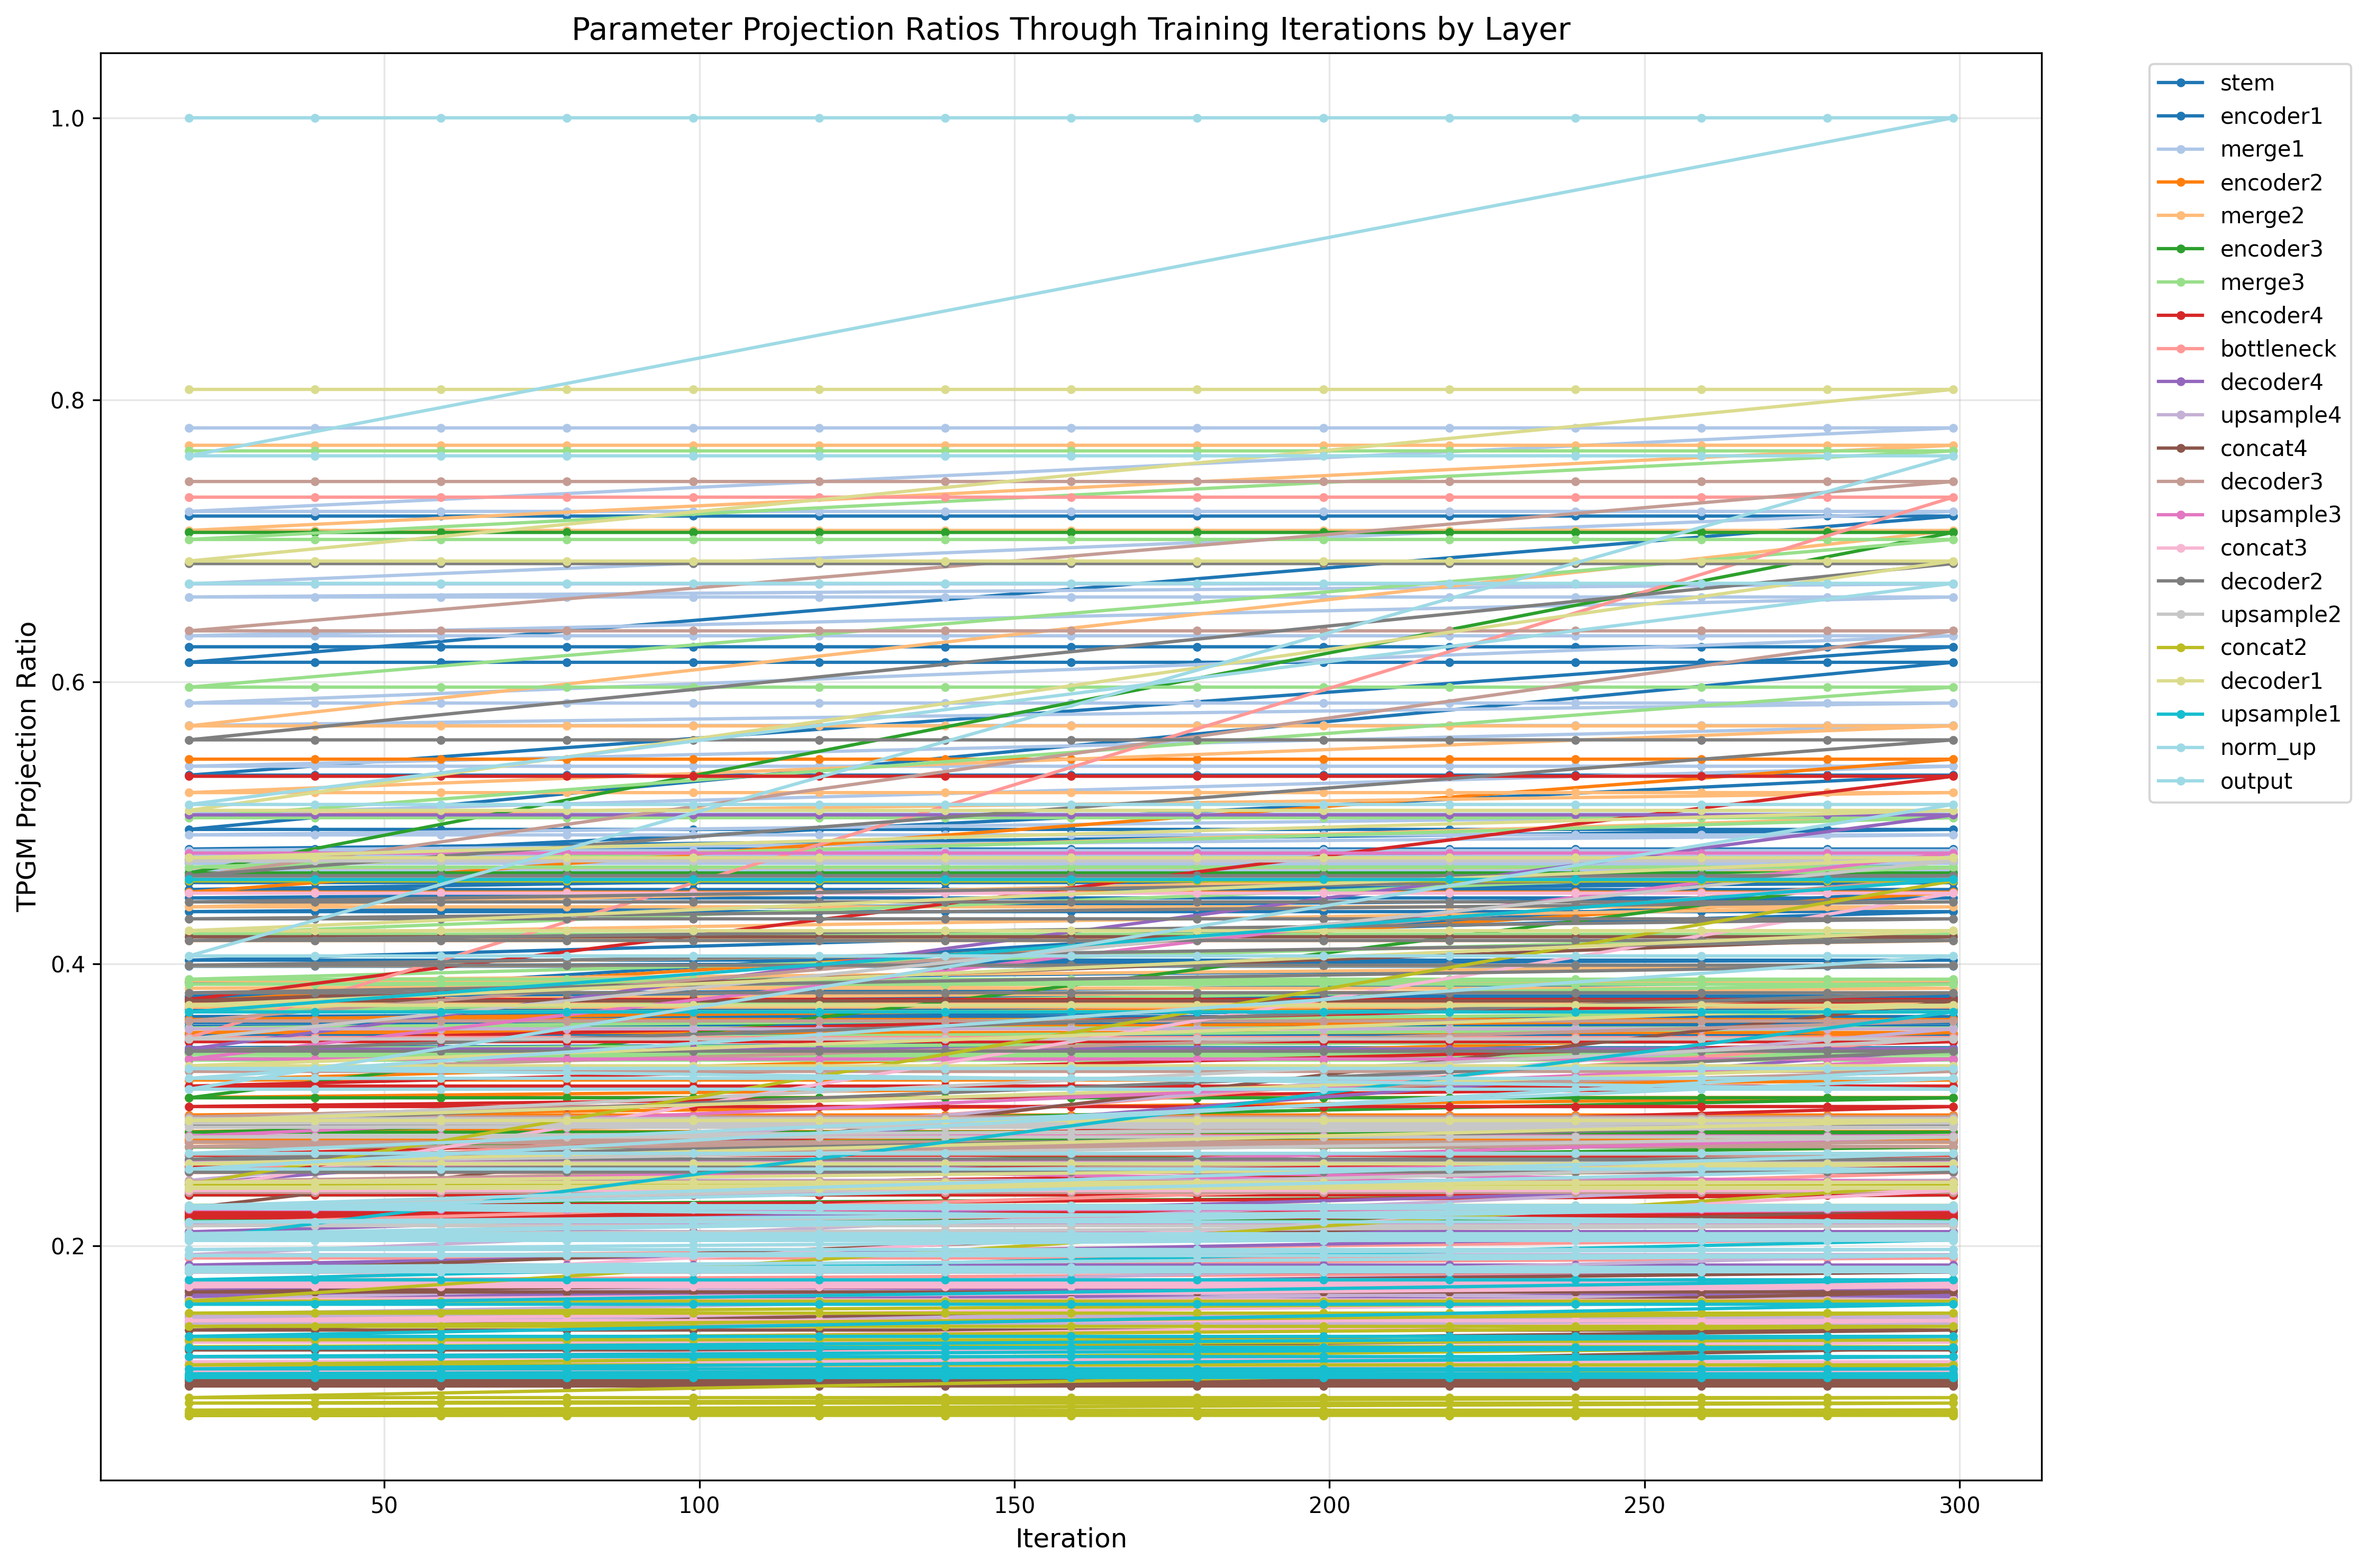 Parameter Projection Ratios Through Training Iterations by Layer
TPGM Projection Ratio
1.0
0.8
0.6
0.4
0.2
50
100
150
200
250
300
Iteration
stem
encoder1
merge1
encoder2
merge2
encoder3
merge3
encoder4
bottleneck
decoder4
upsample4
concat4
decoder3
upsample3
concat3
decoder2
upsample2
concat2
decoder1
upsample1
norm_up
output